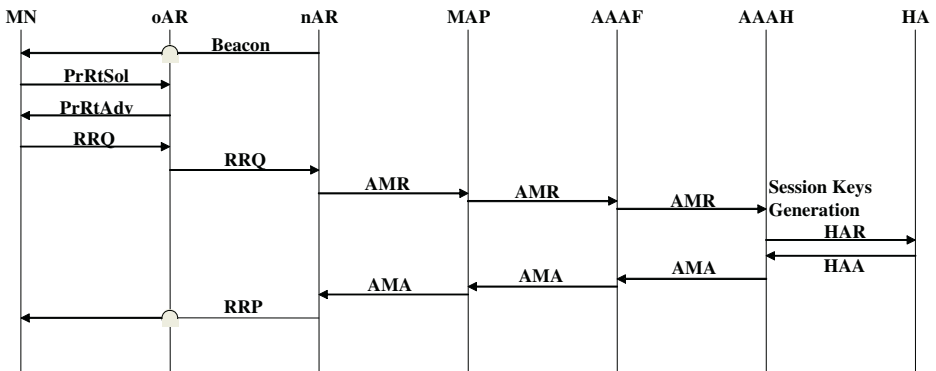 MN oAR nAR MAP AAAF AAAH HA
Beacon
PrRtSol
PrRtAdv
RRQ
RRQ
AMR
AMR
AMR
Session Keys
Generation
HAR
HAA
AMA
AMA
AMA
RRP